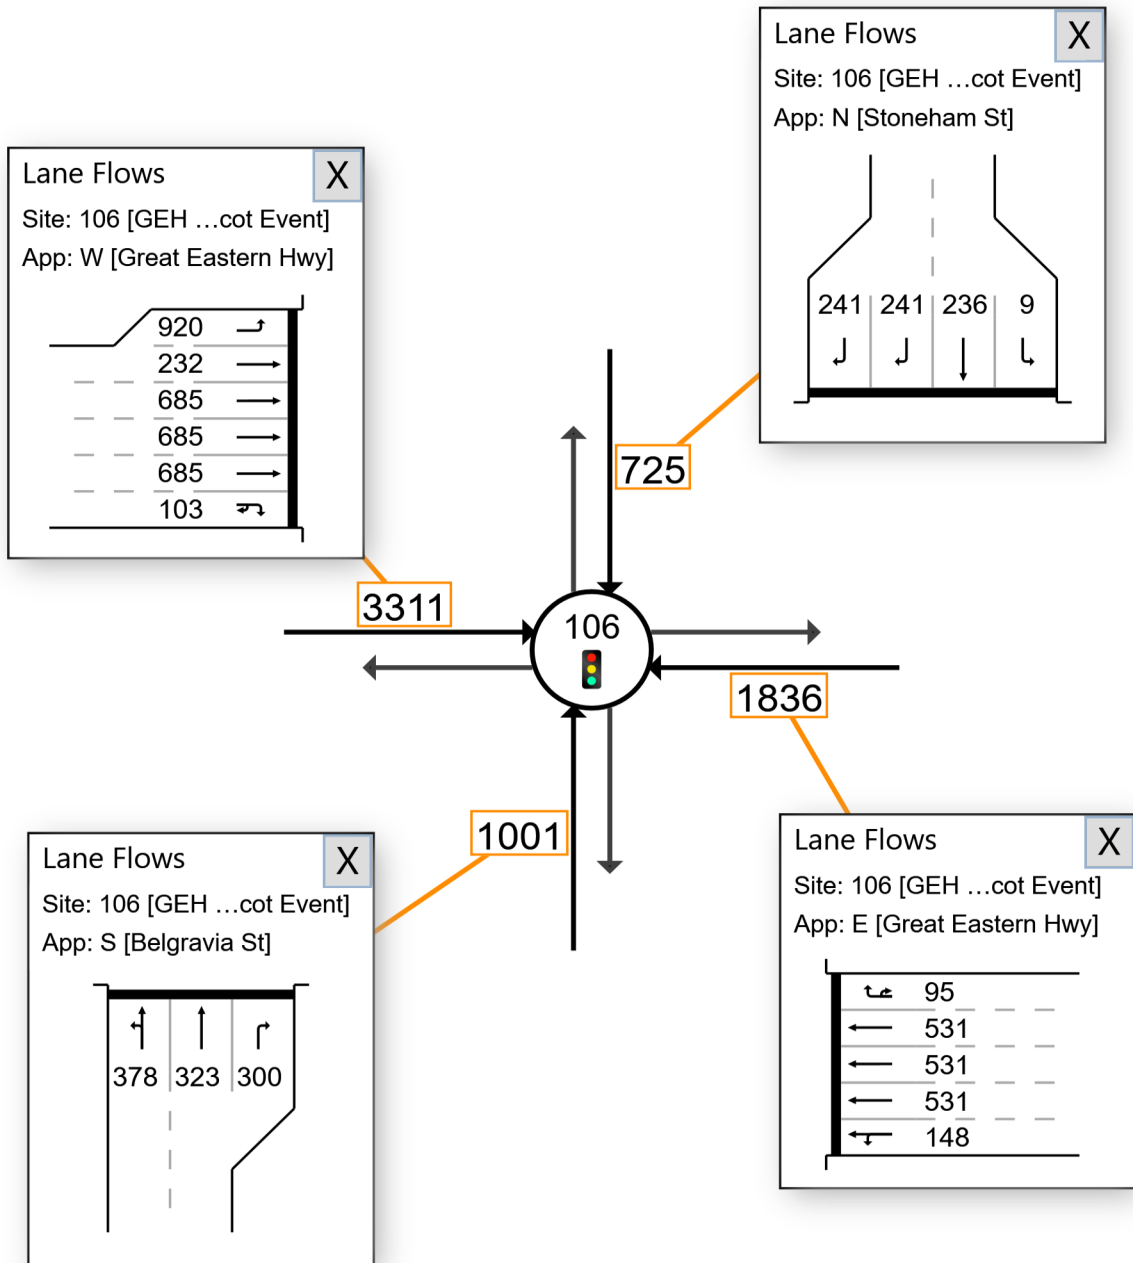 Lane Flows X
Site: 106 [GEH ...cot Event]
App: N [Stoneham St]
241 241 236 9
Lane Flows X
Site: 106 [GEH ...cot Event]
App: W [Great Eastern Hwy]
920
232
685
685
685
103
725
3311
106
1836
1001
Lane Flows X
Site: 106 [GEH ...cot Event]
App: E [Great Eastern Hwy]
95
531
531
531
148
Lane Flows X
Site: 106 [GEH ...cot Event]
App: S [Belgravia St]
378 323 300